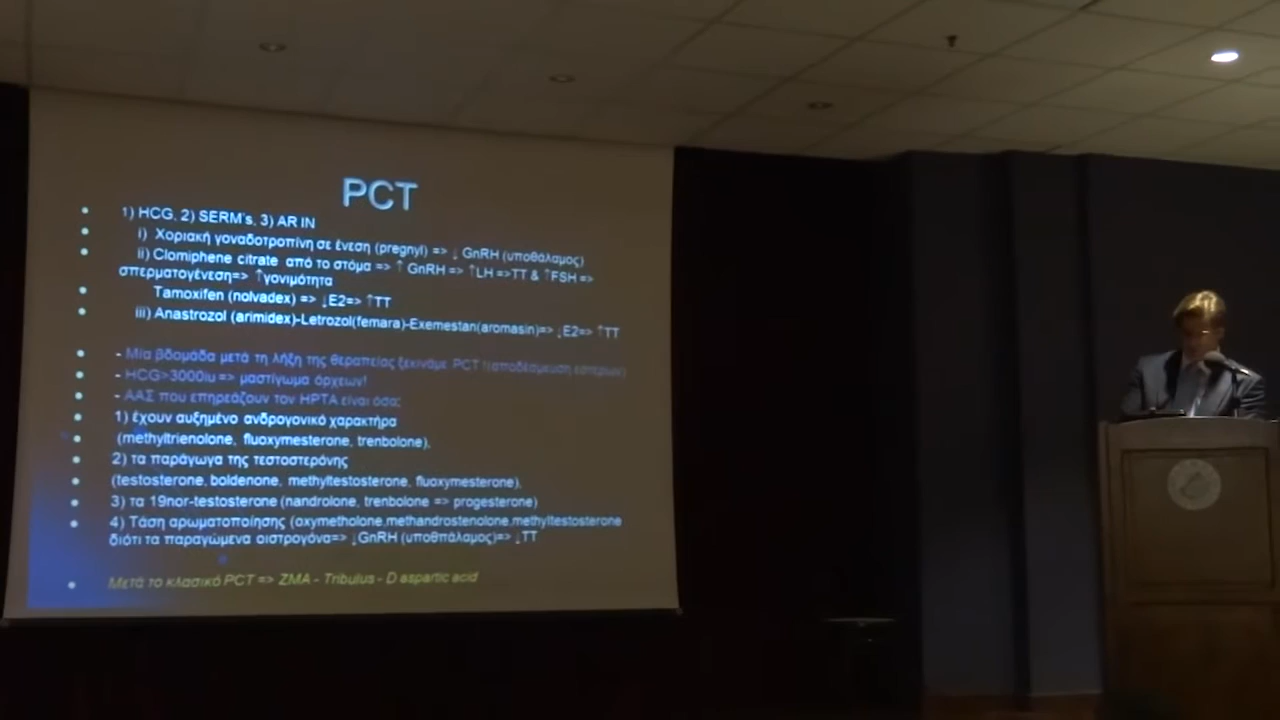 PCT
1) HCG, 2) SERM's, 3) AR IN
i) Χοριακή γοναδοτροπίνη σε ένεση (pregnyl) => ↓ GnRH (υποθάλαμος)
ii) Clomiphene citrate από το στόμα => ↑ GnRH => ↑LH =>TT & ↑FSH =>
σπερματογένεση=> ↑γονιμότητα
Tamoxifen (nolvadex) => ↓E2=> ↑TT
iii) Anastrozol (arimidex)-Letrozol(femara)-Exemestan(aromasin)=> ↓E2=> ↑TT
- Μία βδομάδα μετά τη λήξη της θεραπείας ξεκινάμε PCT !(αποδέσμευση εστέρων)
- HCG>3000iu => μαστίγωμα όρχεων!
- ΑΑΣ που επηρεάζουν τον HPTA είναι όσα:
1) έχουν αυξημένο ανδρογονικό χαρακτήρα
(methyltrienolone, fluoxymesterone, trenbolone),
2) τα παράγωγα της τεστοστερόνης
(testosterone, boldenone, methyltestosterone, fluoxymesterone),
3) τα 19nor-testosterone (nandrolone, trenbolone => progesterone)
4) Τάση αρωματοποίησης (oxymetholone,methandrostenolone,methyltestosterone
διότι τα παραγώμενα οιστρογόνα=> ↓GnRH (υποθπάλαμος)=> ↓TT
Μετά το κλασικό PCT => ZMA - Tribulus - D aspartic acid